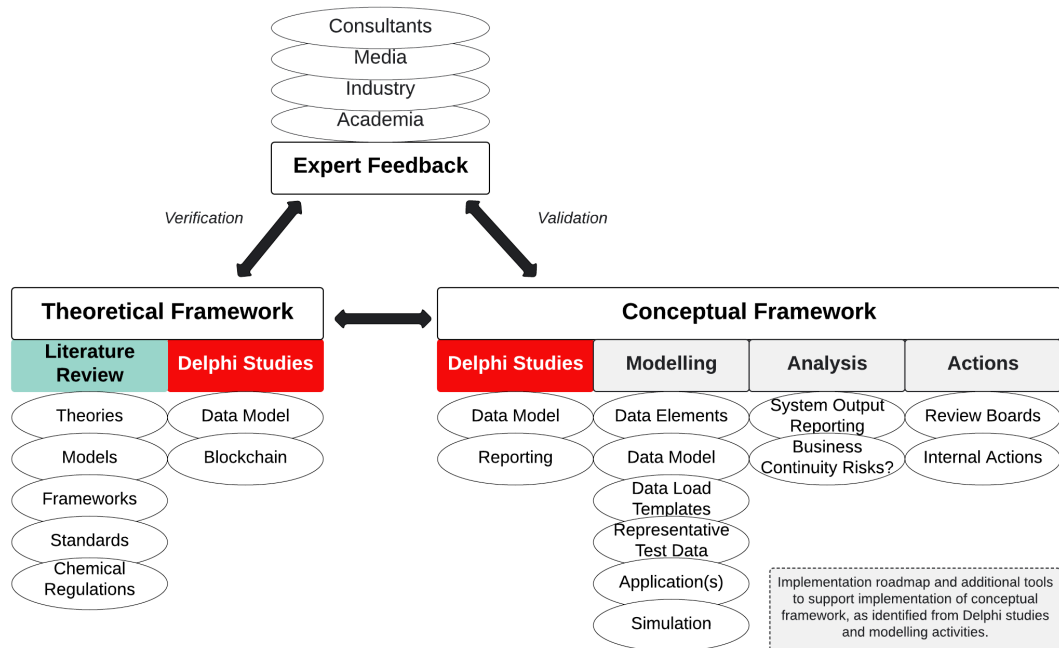 Consultants
Media
Industry
Academia
Expert Feedback
Verification
Validation
Theoretical Framework
Conceptual Framework
Literature
Review
Delphi Studies
Delphi Studies
Modelling
Analysis
Actions
Theories
Models
Frameworks
Standards
Chemical
Regulations
Data Model
Blockchain
Data Model
Reporting
Data Elements
Data Model
Data Load
Templates
Representative
Test Data
Application(s)
Simulation
System Output
Reporting
Business
Continuity Risks?
Review Boards
Internal Actions
Implementation roadmap and additional tools
to support implementation of conceptual
framework, as identified from Delphi studies
and modelling activities.